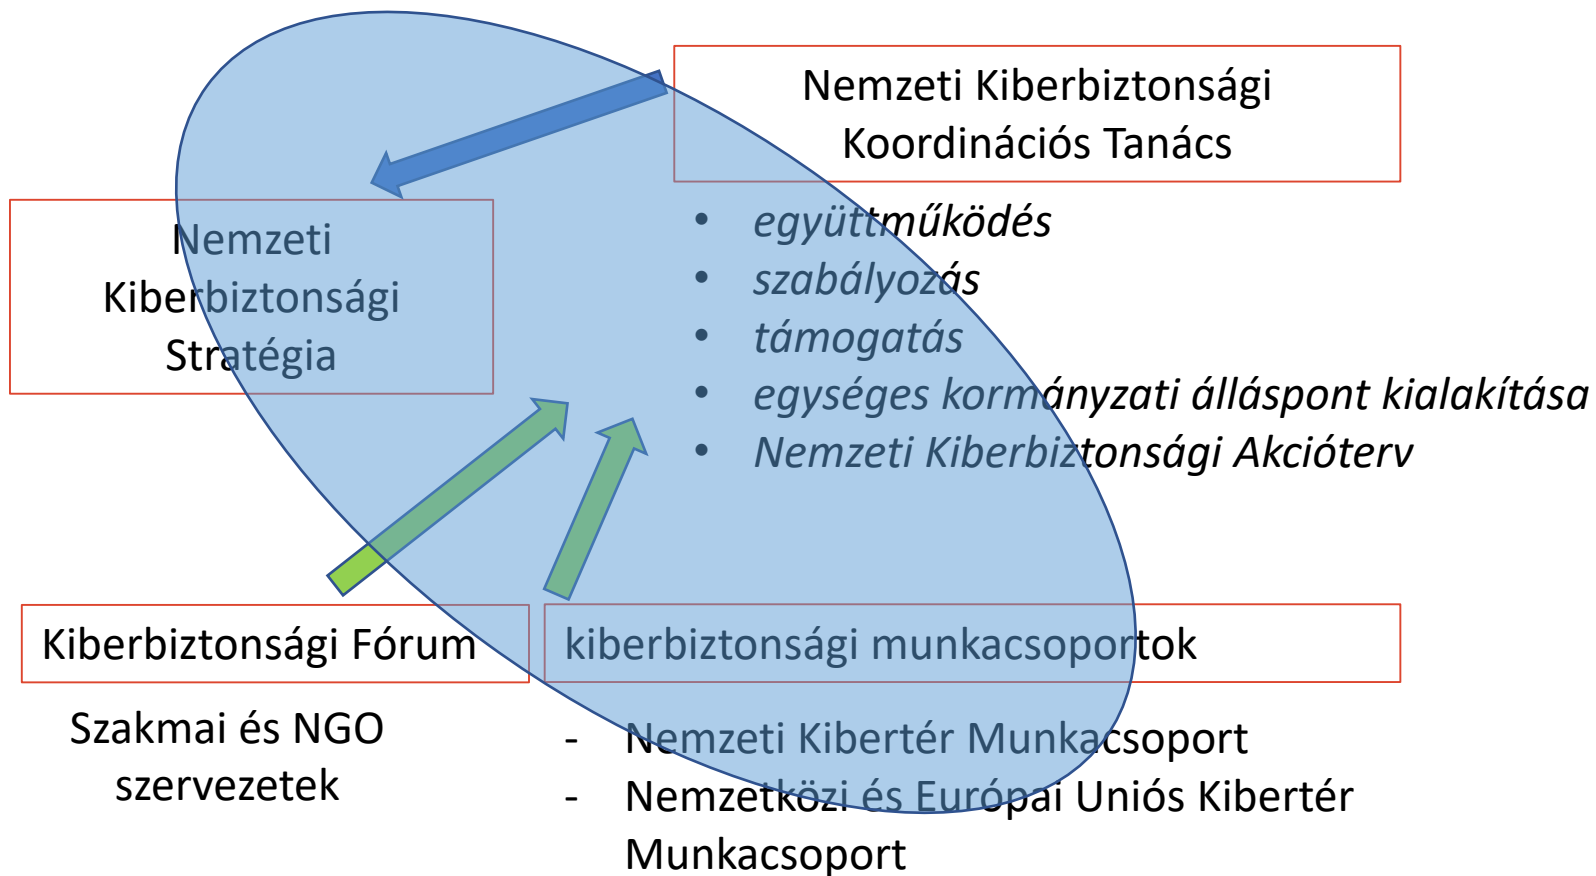 Nemzeti Kiberbiztonsági
Koordinációs Tanács
Nemzeti
Kiberbiztonsági
Stratégia
• együttműködés
• szabályozás
• támogatás
• egységes kormányzati álláspont kialakítása
• Nemzeti Kiberbiztonsági Akcióterv
Kiberbiztonsági Fórum
Szakmai és NGO
szervezetek
kiberbiztonsági munkacsoportok
- Nemzeti Kibertér Munkacsoport
- Nemzetközi és Európai Uniós Kibertér
Munkacsoport